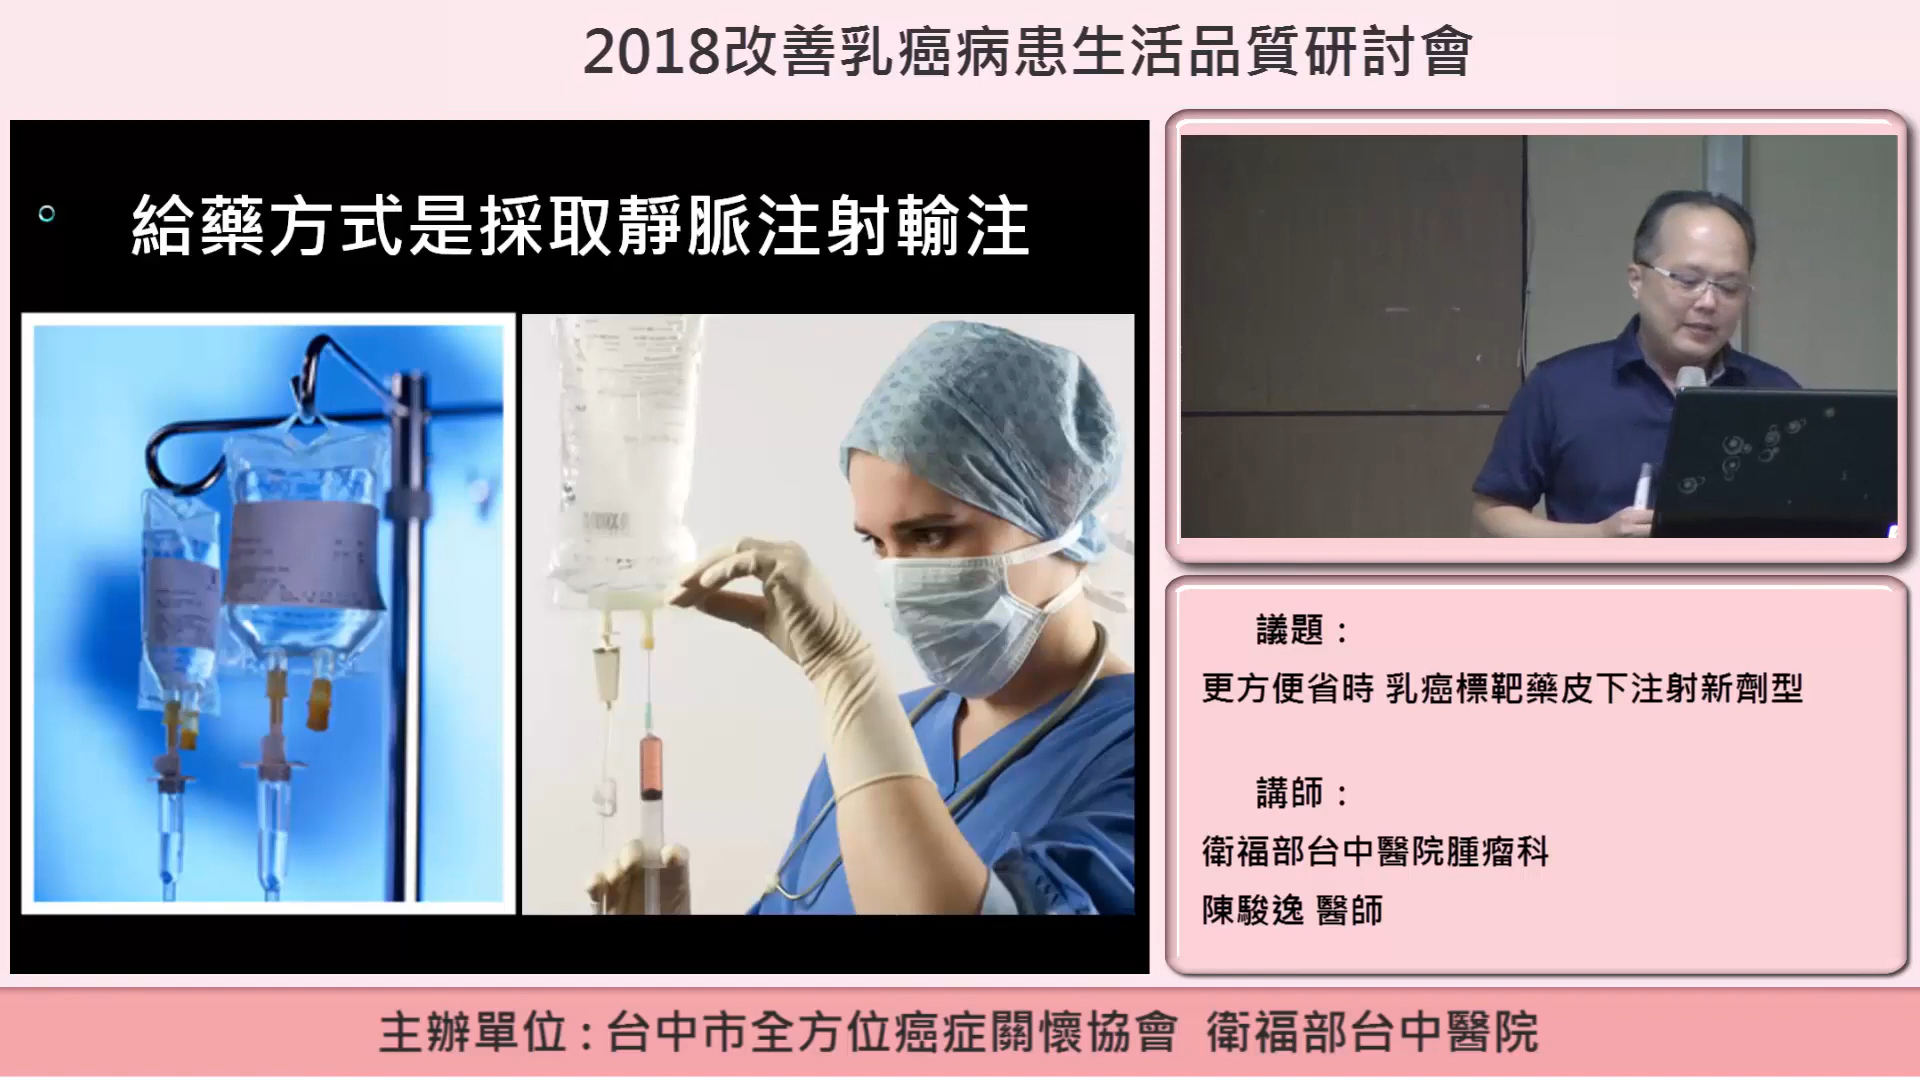 2018改善乳癌病患生活品質研討會
給藥方式是採取靜脈注射輸注
議題：
更方便省時 乳癌標靶藥皮下注射新劑型
講師：
衛福部台中醫院腫瘤科
陳駿逸 醫師
主辦單位 : 台中市全方位癌症關懷協會 衛福部台中醫院